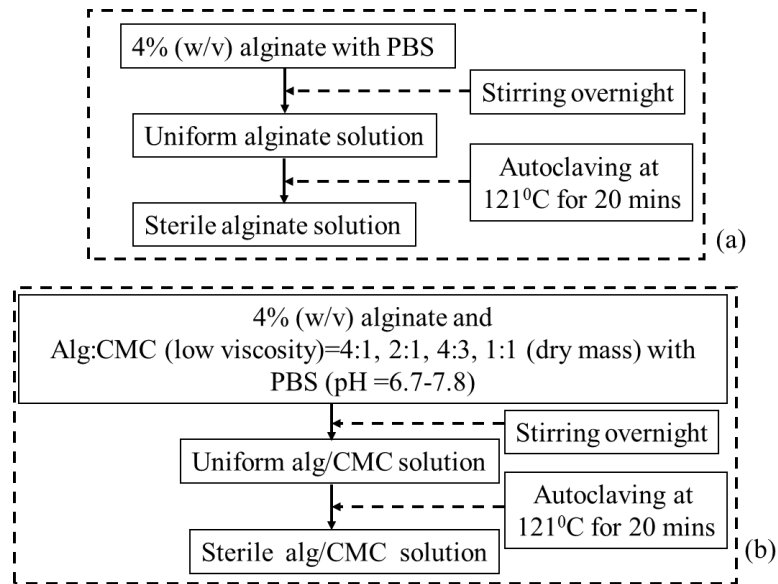 4% (w/v) alginate with PBS
Stirring overnight
Uniform alginate solution
Autoclaving at
121⁰C for 20 mins
Sterile alginate solution
(a)
4% (w/v) alginate and
Alg:CMC (low viscosity)=4:1, 2:1, 4:3, 1:1 (dry mass) with
PBS (pH =6.7-7.8)
Stirring overnight
Uniform alg/CMC solution
Autoclaving at
121⁰C for 20 mins
Sterile alg/CMC solution
(b)